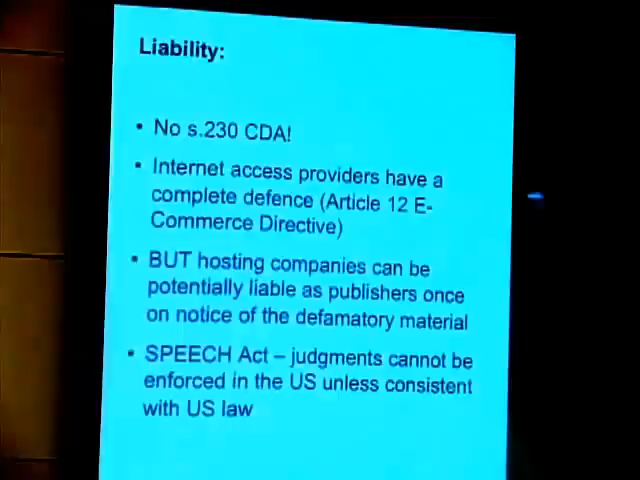 Liability:
• No s.230 CDA!
• Internet access providers have a
complete defence (Article 12 E-
Commerce Directive)
• BUT hosting companies can be
potentially liable as publishers once
on notice of the defamatory material
• SPEECH Act – judgments cannot be
enforced in the US unless consistent
with US law